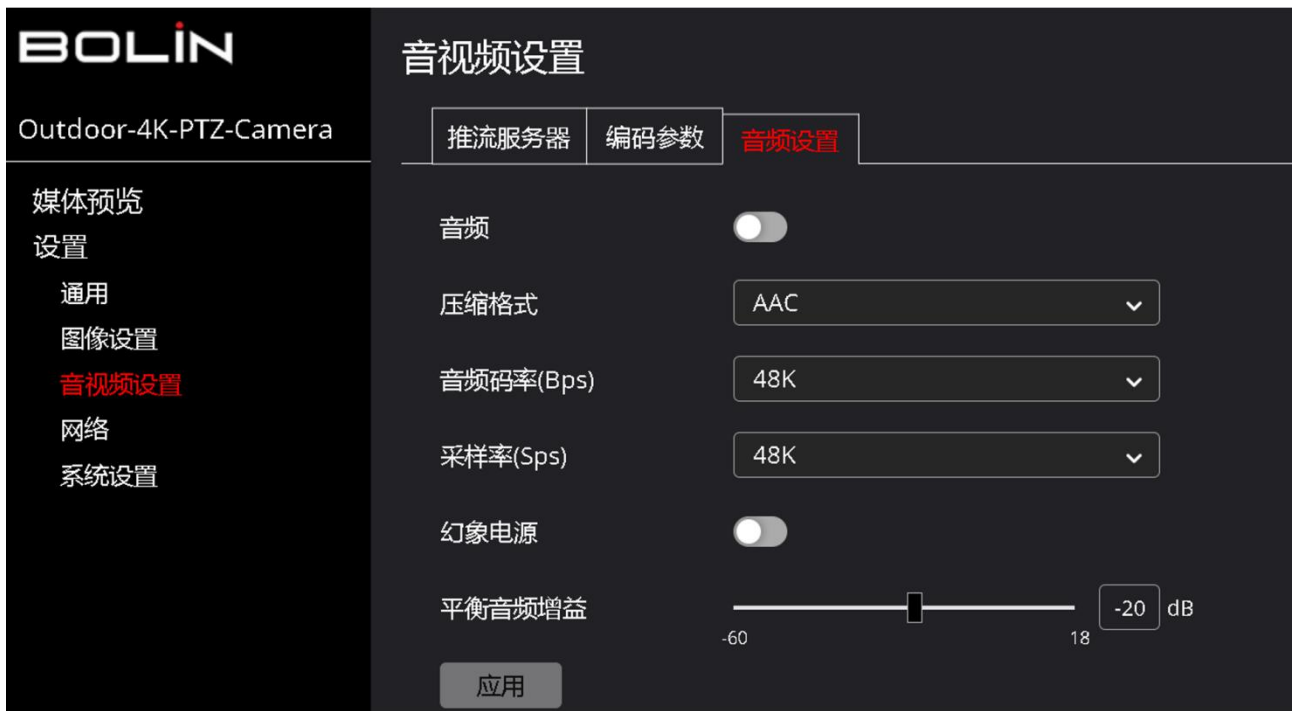 BOLIN
Outdoor-4K-PTZ-Camera
媒体预览
设置
通用
图像设置
音视频设置
网络
系统设置
音视频设置
推流服务器 编码参数 音频设置
音频
压缩格式 AAC
音频码率(Bps) 48K
采样率(Sps) 48K
幻象电源
平衡音频增益 -20 dB
-60 18
应用